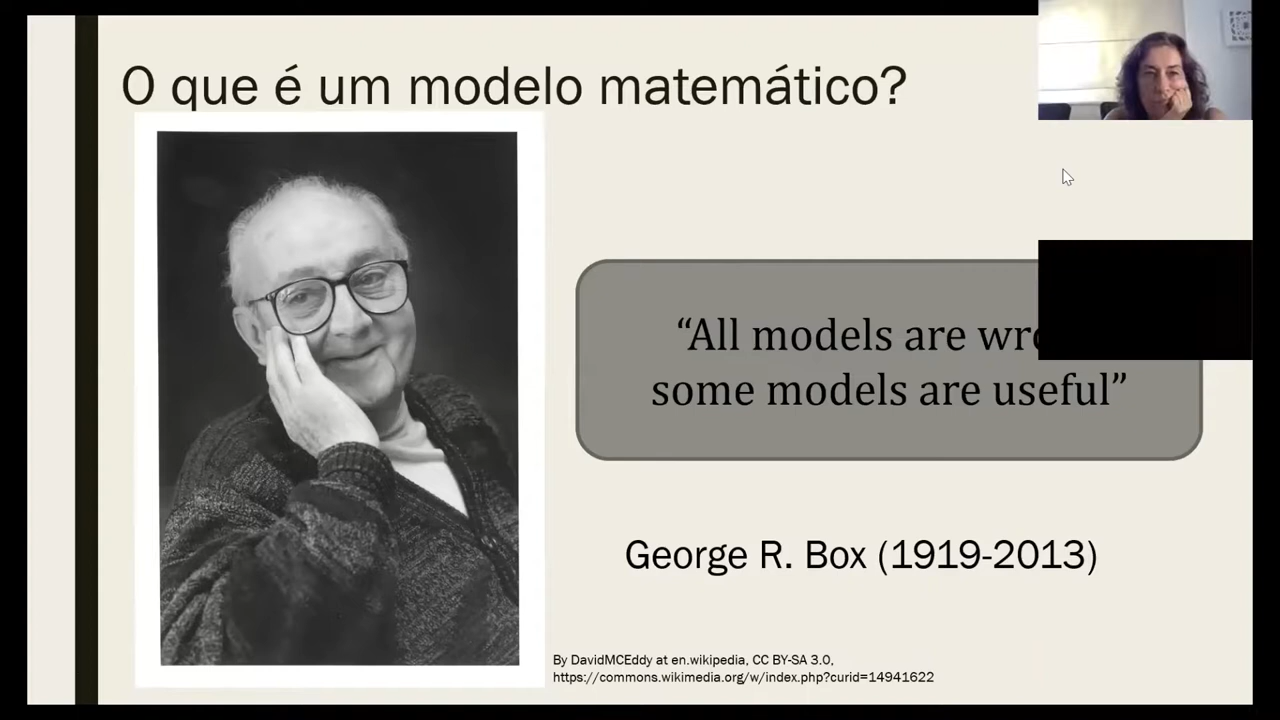 O que é um modelo matemático?
“All models are
some models are useful”
George R. Box (1919-2013)
By DavidMCEddy at en.wikipedia, CC BY-SA 3.0,
https://commons.wikimedia.org/w/index.php?curid=14941622